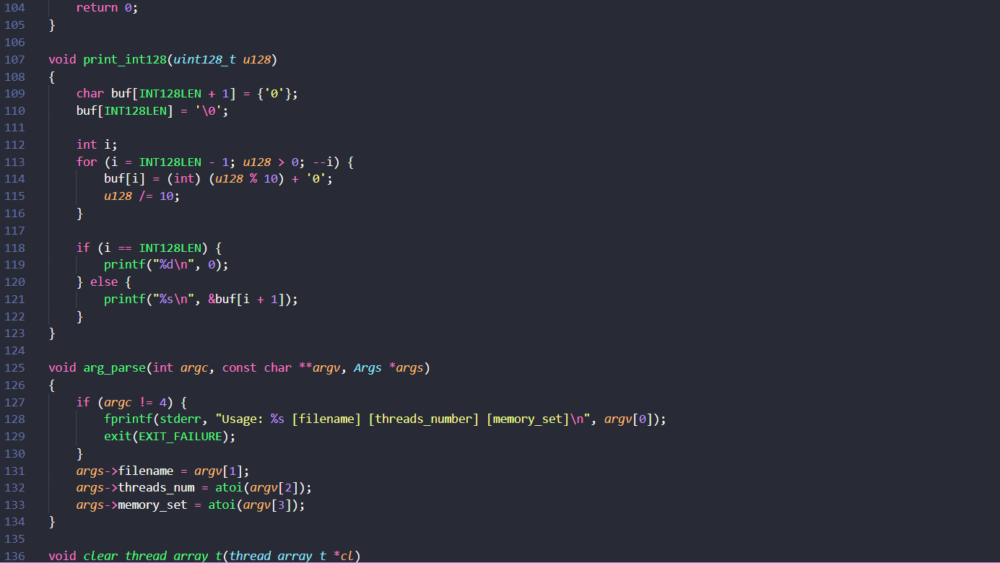 104 return 0;
105 }
106
107 void print_int128(uint128_t u128)
108 {
109 char buf[INT128LEN + 1] = {'0'};
110 buf[INT128LEN] = '\0';
111
112 int i;
113 for (i = INT128LEN - 1; u128 > 0; --i) {
114 buf[i] = (int) (u128 % 10) + '0';
115 u128 /= 10;
116 }
117
118 if (i == INT128LEN) {
119 printf("%d\n", 0);
120 } else {
121 printf("%s\n", &buf[i + 1]);
122 }
123 }
124
125 void arg_parse(int argc, const char **argv, Args *args)
126 {
127 if (argc != 4) {
128 fprintf(stderr, "Usage: %s [filename] [threads_number] [memory_set]\n", argv[0]);
129 exit(EXIT_FAILURE);
130 }
131 args->filename = argv[1];
132 args->threads_num = atoi(argv[2]);
133 args->memory_set = atoi(argv[3]);
134 }
135
136 void clear_thread_array_t(thread_array_t *cl)